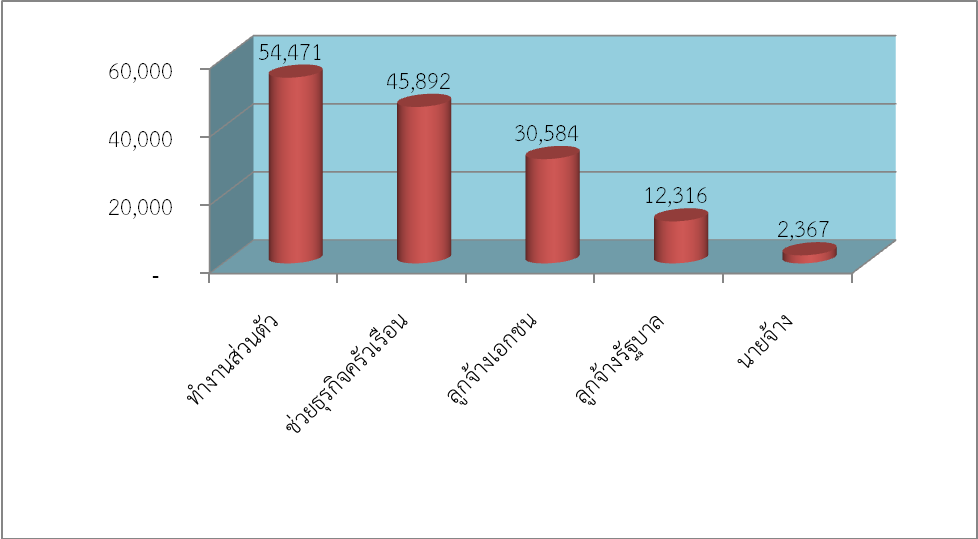 54,471
45,892
30,584
12,316
2,367
60,000
40,000
20,000
-
ทำงานส่วนตัว
ช่วยธุรกิจครัวเรือน
ลูกจ้างเอกชน
ลูกจ้างรัฐบาล
นายจ้าง